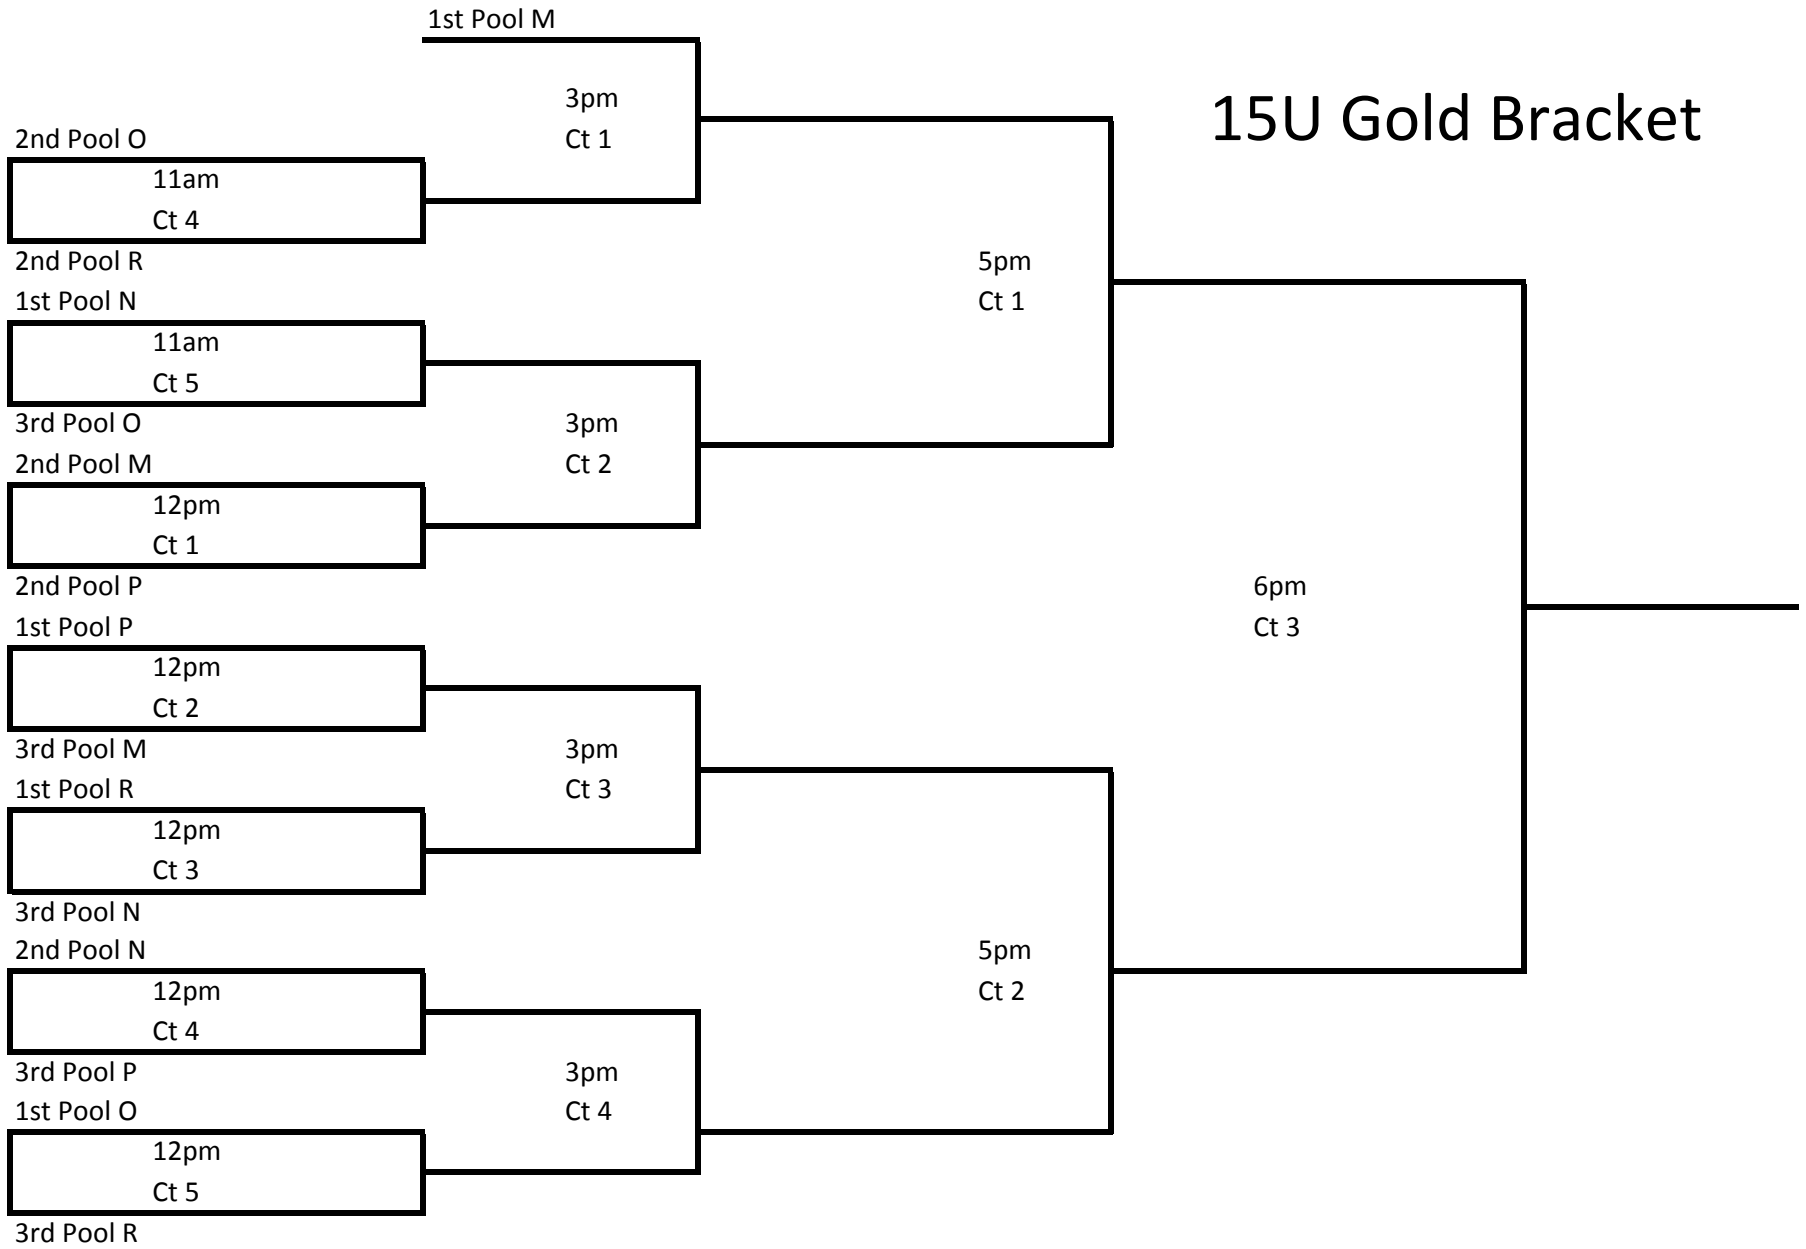 1st Pool M
3pm
Ct 1
15U Gold Bracket
2nd Pool O
11am
Ct 4
2nd Pool R
1st Pool N
5pm
Ct 1
11am
Ct 5
3rd Pool O
2nd Pool M
3pm
Ct 2
12pm
Ct 1
2nd Pool P
1st Pool P
6pm
Ct 3
12pm
Ct 2
3rd Pool M
1st Pool R
3pm
Ct 3
12pm
Ct 3
3rd Pool N
2nd Pool N
5pm
Ct 2
12pm
Ct 4
3rd Pool P
1st Pool O
3pm
Ct 4
12pm
Ct 5
3rd Pool R